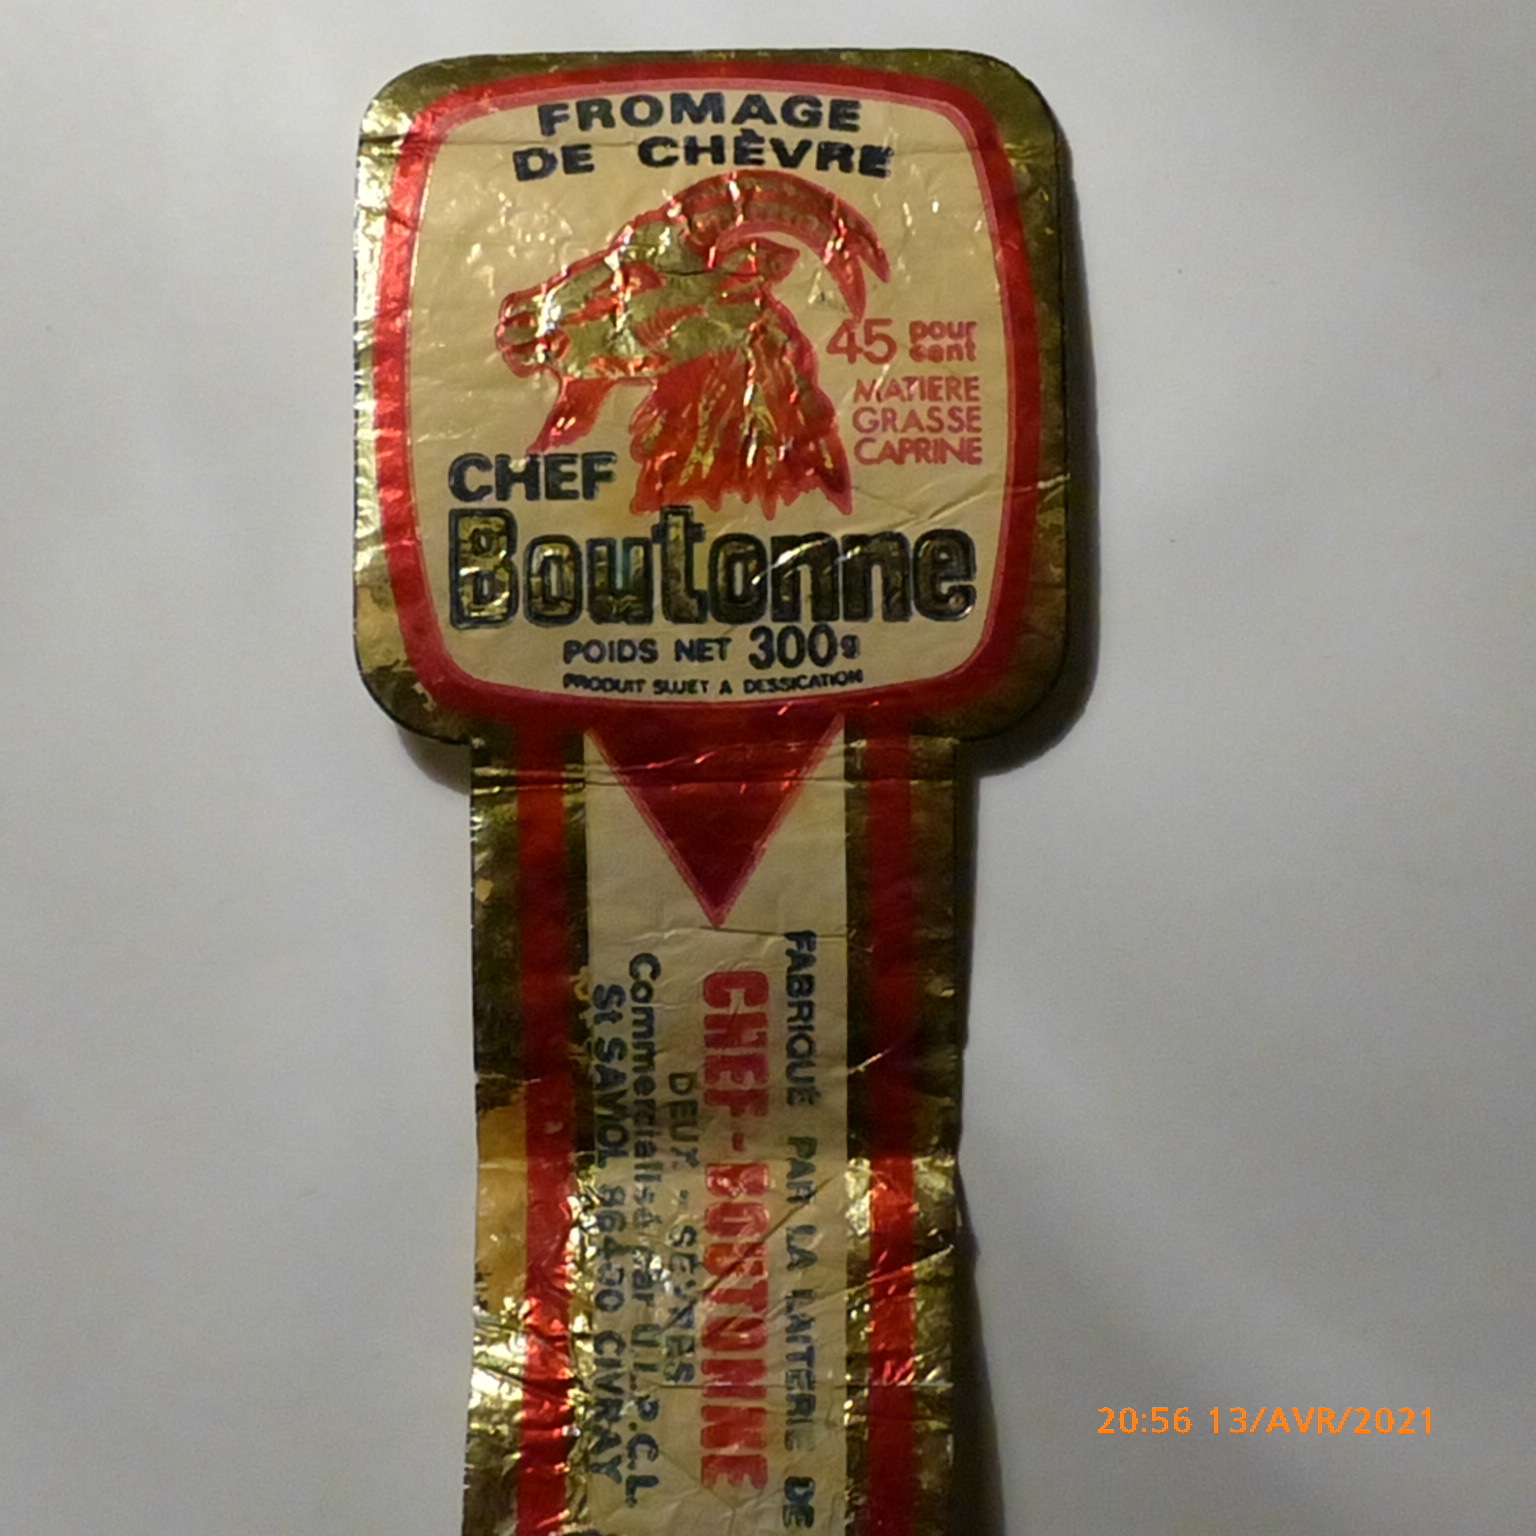 FROMAGE
DE CHÈVRE
45 pour
cent
MATIERE
GRASSE
CAPRINE
CHEF
Boutonne
POIDS NET 300g
PRODUIT SUJET A DESSICATION
FABRIQUÉ PAR LA LAITERIE DE
CHEF-BOUTONNE
DEUX-SÈVRES
Commercialisé par U.L.P.C.L.
St SAVIOL 86400 CIVRAY
20:56 13/AVR/2021